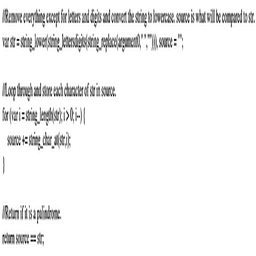 //Remove everything except for letters and digits and convert the string to lowercase. source is what will be compared to str.
var str = string_lower(string_lettersdigits(string_replace(argument0," ",""))), source = "";
//Loop through and store each character of str in source.
for (var i = string_length(str); i > 0; i--) {
source += string_char_at(str,i);
}
//Return if it is a palindrome.
return source == str;